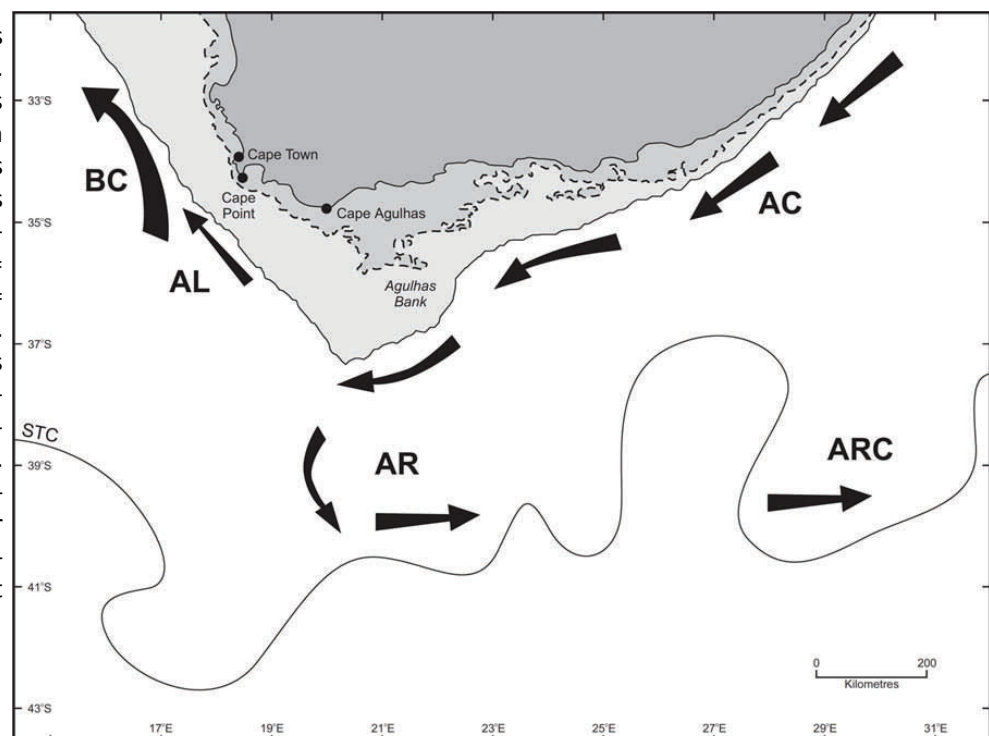 33°S
Cape Town
BC
Cape
Point
Cape Agulhas
AC
35°S
AL
Agulhas
Bank
37°S
STC
AR
ARC
39°S
41°S
0 200
Kilometres
43°S
17°E 19°E 21°E 23°E 25°E 27°E 29°E 31°E